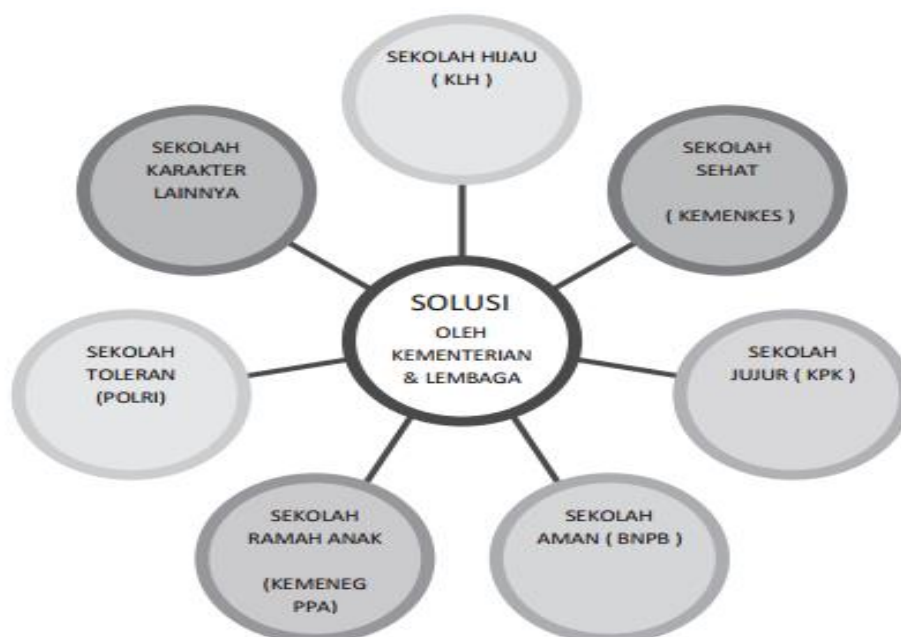 SEKOLAH HIJAU
( KLH )
SEKOLAH
KARAKTER
LAINNYA
SEKOLAH
SEHAT
( KEMENKES )
SOLUSI
OLEH
KEMENTERIAN
& LEMBAGA
SEKOLAH
TOLERAN
(POLRI)
SEKOLAH
JUJUR ( KPK )
SEKOLAH
RAMAH ANAK
(KEMENEG
PPA)
SEKOLAH
AMAN ( BNPB )